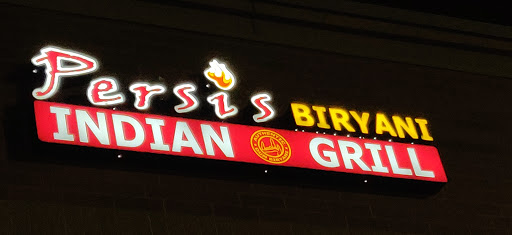 Persis BIRYANI
INDIAN GRILL